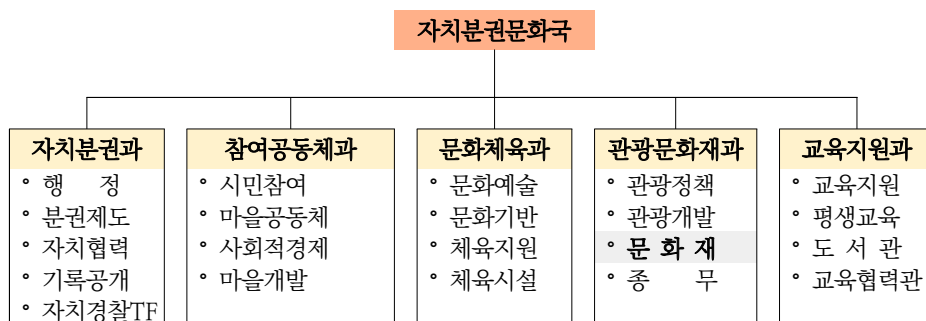 자치분권문화국
자치분권과
° 행 정
° 분권제도
° 자치협력
° 기록공개
° 자치경찰TF
참여공동체과
° 시민참여
° 마을공동체
° 사회적경제
° 마을개발
문화체육과
° 문화예술
° 문화기반
° 체육지원
° 체육시설
관광문화재과
° 관광정책
° 관광개발
° 문 화 재
° 종 무
교육지원과
° 교육지원
° 평생교육
° 도 서 관
° 교육협력관